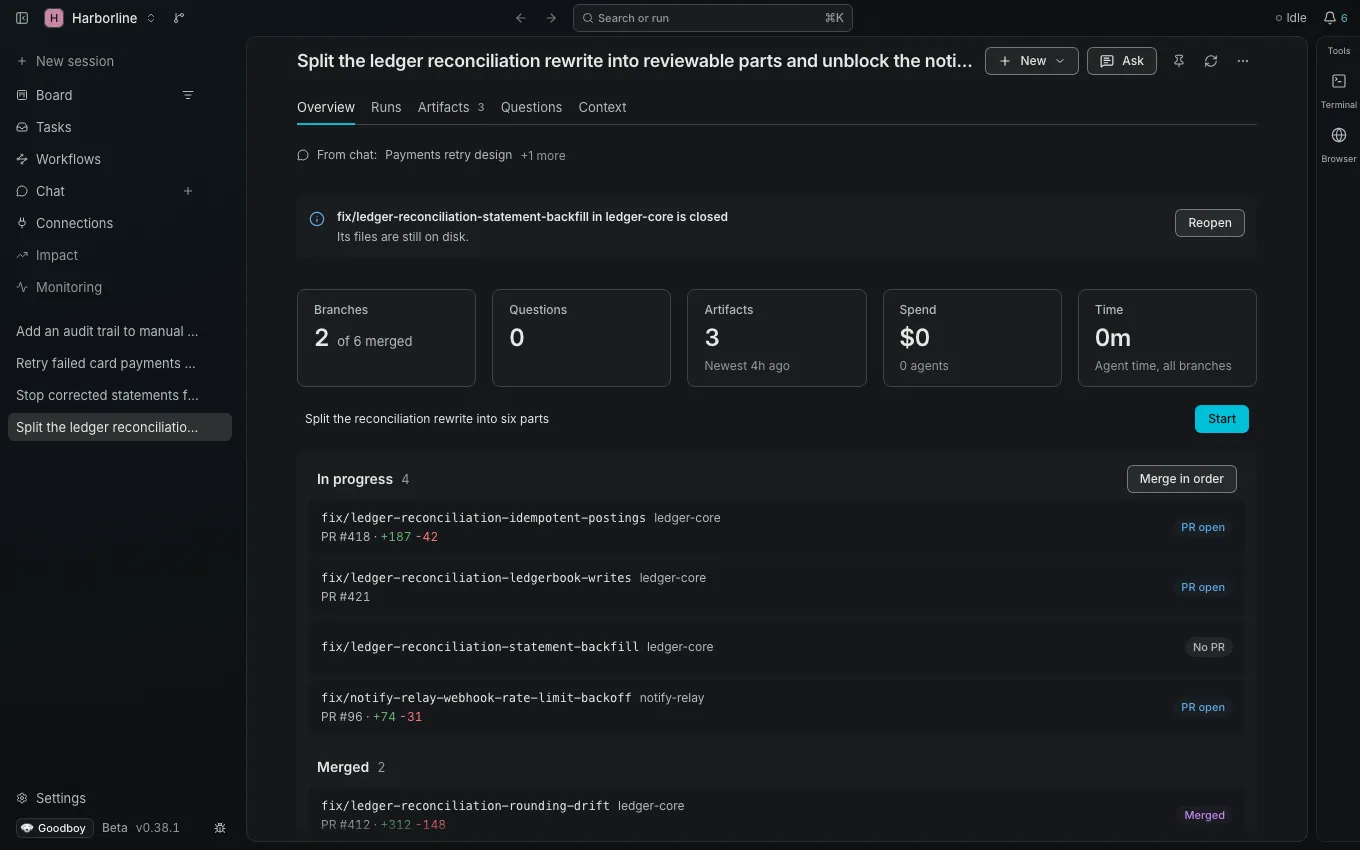 H Harborline
Search or run ⌘K
Idle
6
New session
Board
Tasks
Workflows
Chat
Connections
Impact
Monitoring
Add an audit trail to manual ...
Retry failed card payments ...
Stop corrected statements f...
Split the ledger reconciliatio...
Settings
Goodboy Beta v0.38.1
Split the ledger reconciliation rewrite into reviewable parts and unblock the noti...
New
Ask
Overview Runs Artifacts 3 Questions Context
From chat: Payments retry design +1 more
fix/ledger-reconciliation-statement-backfill in ledger-core is closed
Its files are still on disk.
Reopen
Branches
2 of 6 merged
Questions
0
Artifacts
3
Newest 4h ago
Spend
$0
0 agents
Time
0m
Agent time, all branches
Split the reconciliation rewrite into six parts
Start
In progress 4
Merge in order
fix/ledger-reconciliation-idempotent-postings ledger-core
PR #418 · +187 -42
PR open
fix/ledger-reconciliation-ledgerbook-writes ledger-core
PR #421
PR open
fix/ledger-reconciliation-statement-backfill ledger-core
No PR
fix/notify-relay-webhook-rate-limit-backoff notify-relay
PR #96 · +74 -31
PR open
Merged 2
fix/ledger-reconciliation-rounding-drift ledger-core
PR #412 · +312 -148
Merged
Tools
Terminal
Browser